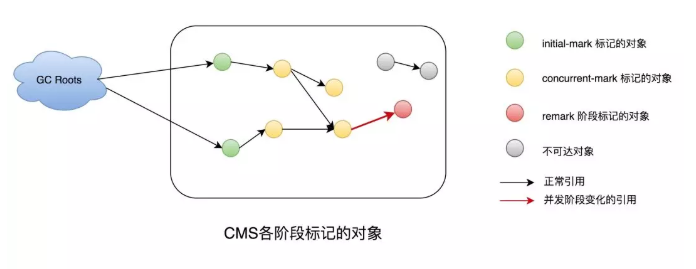 GC Roots
initial-mark 标记的对象
concurrent-mark 标记的对象
remark 阶段标记的对象
不可达对象
正常引用
并发阶段变化的引用
CMS各阶段标记的对象